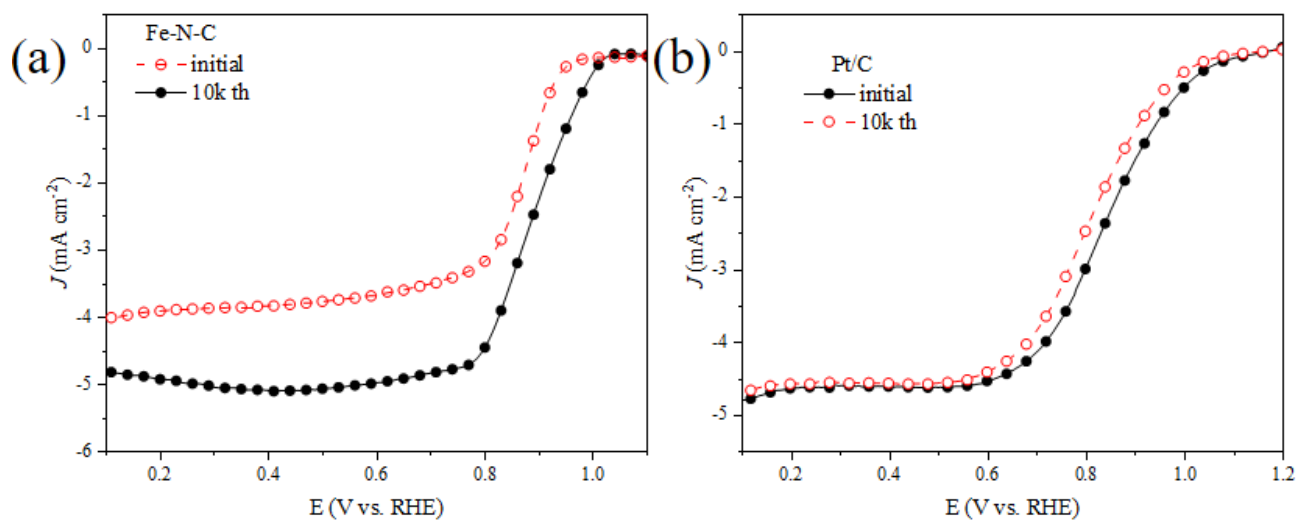 (a)
Fe-N-C
initial
10k th
0
-1
-2
-3
-4
-5
-6
J (mA cm-2)
0.2 0.4 0.6 0.8 1.0
E (V vs. RHE)
(b)
Pt/C
initial
10k th
0
-1
-2
-3
-4
-5
J (mA cm-2)
0.2 0.4 0.6 0.8 1.0 1.2
E (V vs. RHE)